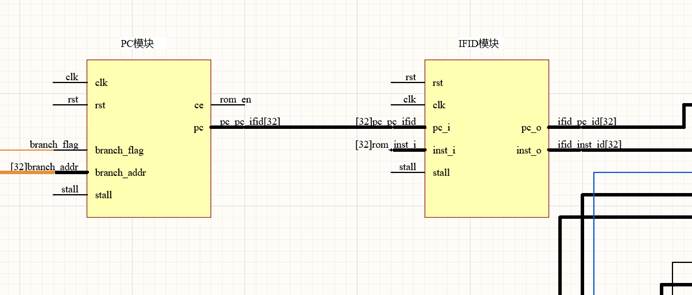 PC模块
clk
clk
rst
rst
ce
rom_en
pc
pc_pc_ifid[32]
branch_flag
branch_flag
[32]branch_addr
branch_addr
stall
stall
IFID模块
rst
rst
clk
clk
[32]pc_pc_ifid
pc_i
pc_o
ifid_pc_id[32]
[32]rom_inst_i
inst_i
inst_o
ifid_inst_id[32]
stall
stall